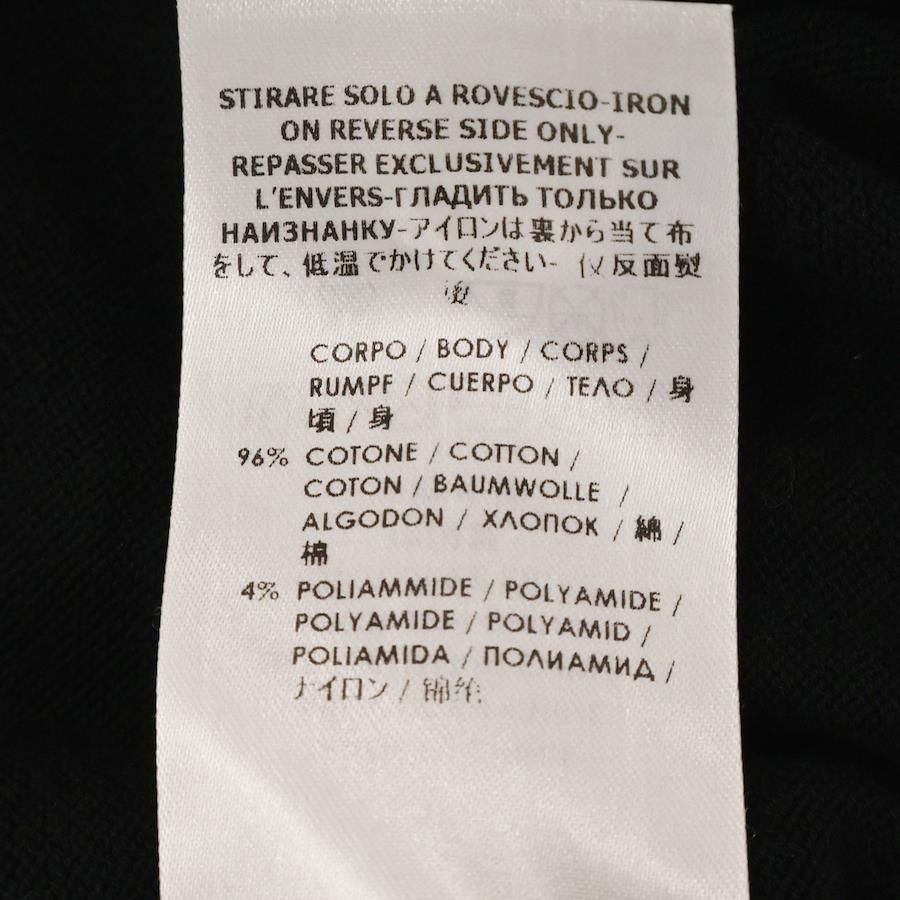 STIRARE SOLO A ROVESCIO-IRON
ON REVERSE SIDE ONLY-
REPASSER EXCLUSIVEMENT SUR
L'ENVERS-ГЛАДИТЬ ТОЛЬКО
НАИЗНАНКУ-アイロンは裏から当て布
をして、低温でかけてください- 仅反面熨
烫
CORPO / BODY / CORPS /
RUMPF / CUERPO / ТЕЛО / 身
頃 / 身
96% COTONE / COTTON /
COTON / BAUMWOLLE /
ALGODON / ХЛОПОК / 綿 /
棉
4% POLIAMMIDE / POLYAMIDE /
POLYAMIDE / POLYAMID /
POLIAMIDA / ПОЛИАМИД /
ナイロン / 锦纶